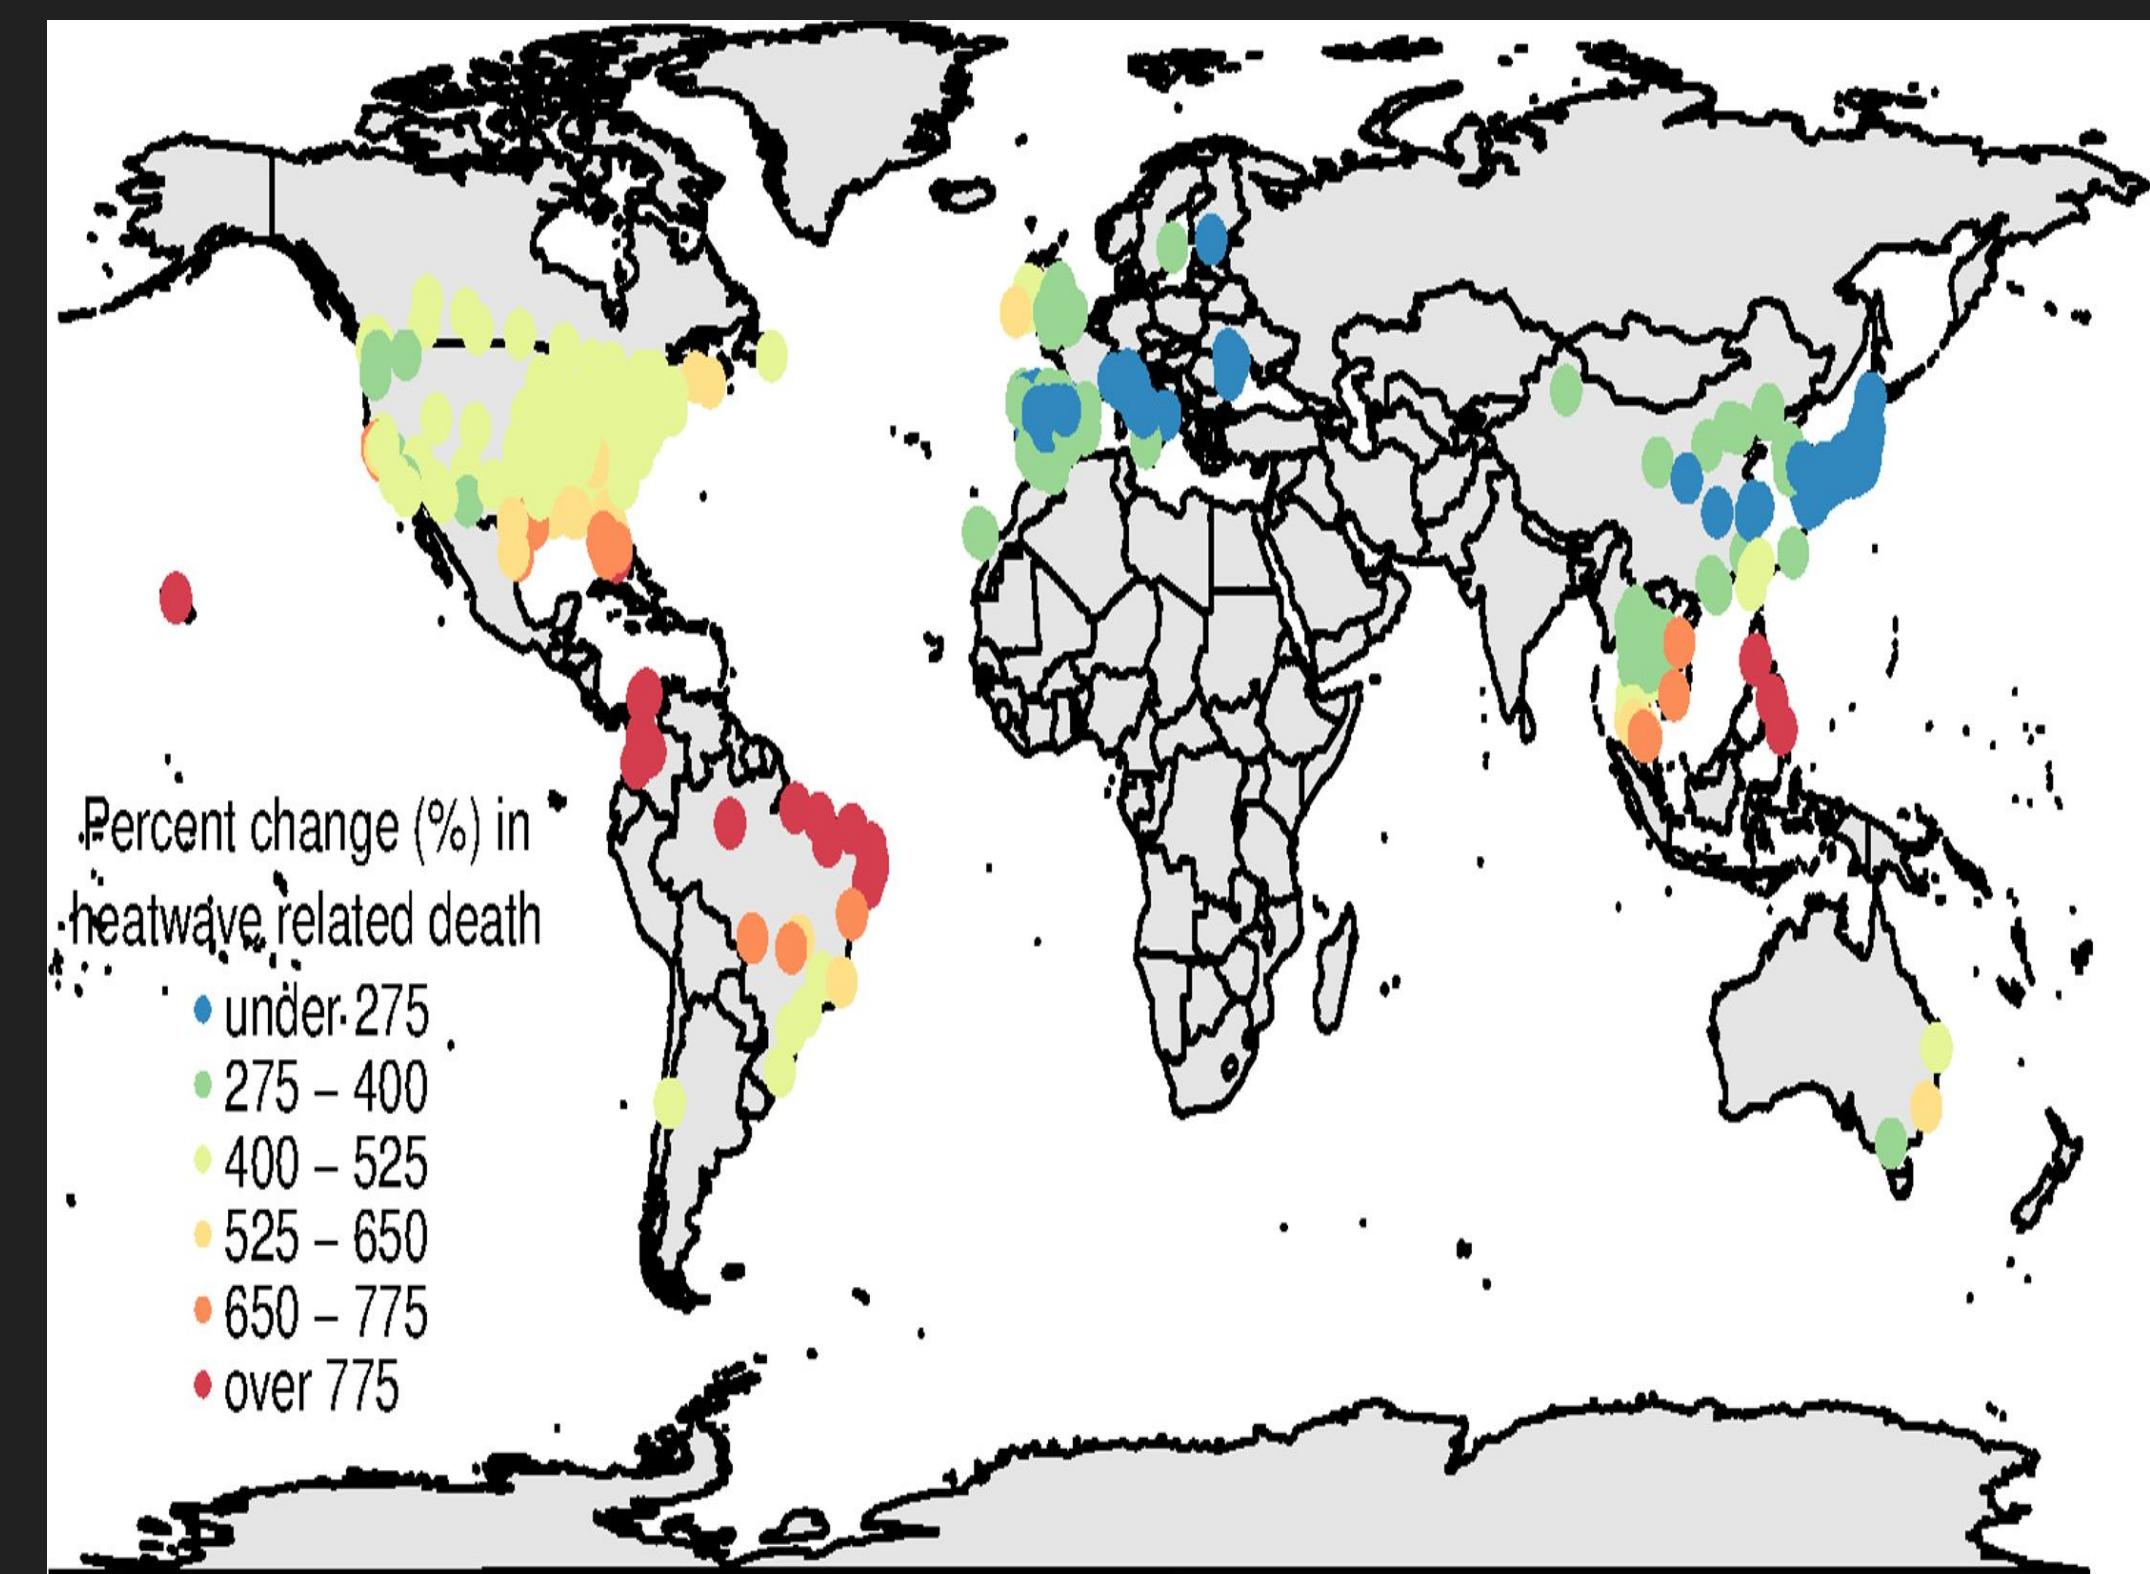 Percent change (%) in
heatwave related death
under 275
275 – 400
400 – 525
525 – 650
650 – 775
over 775